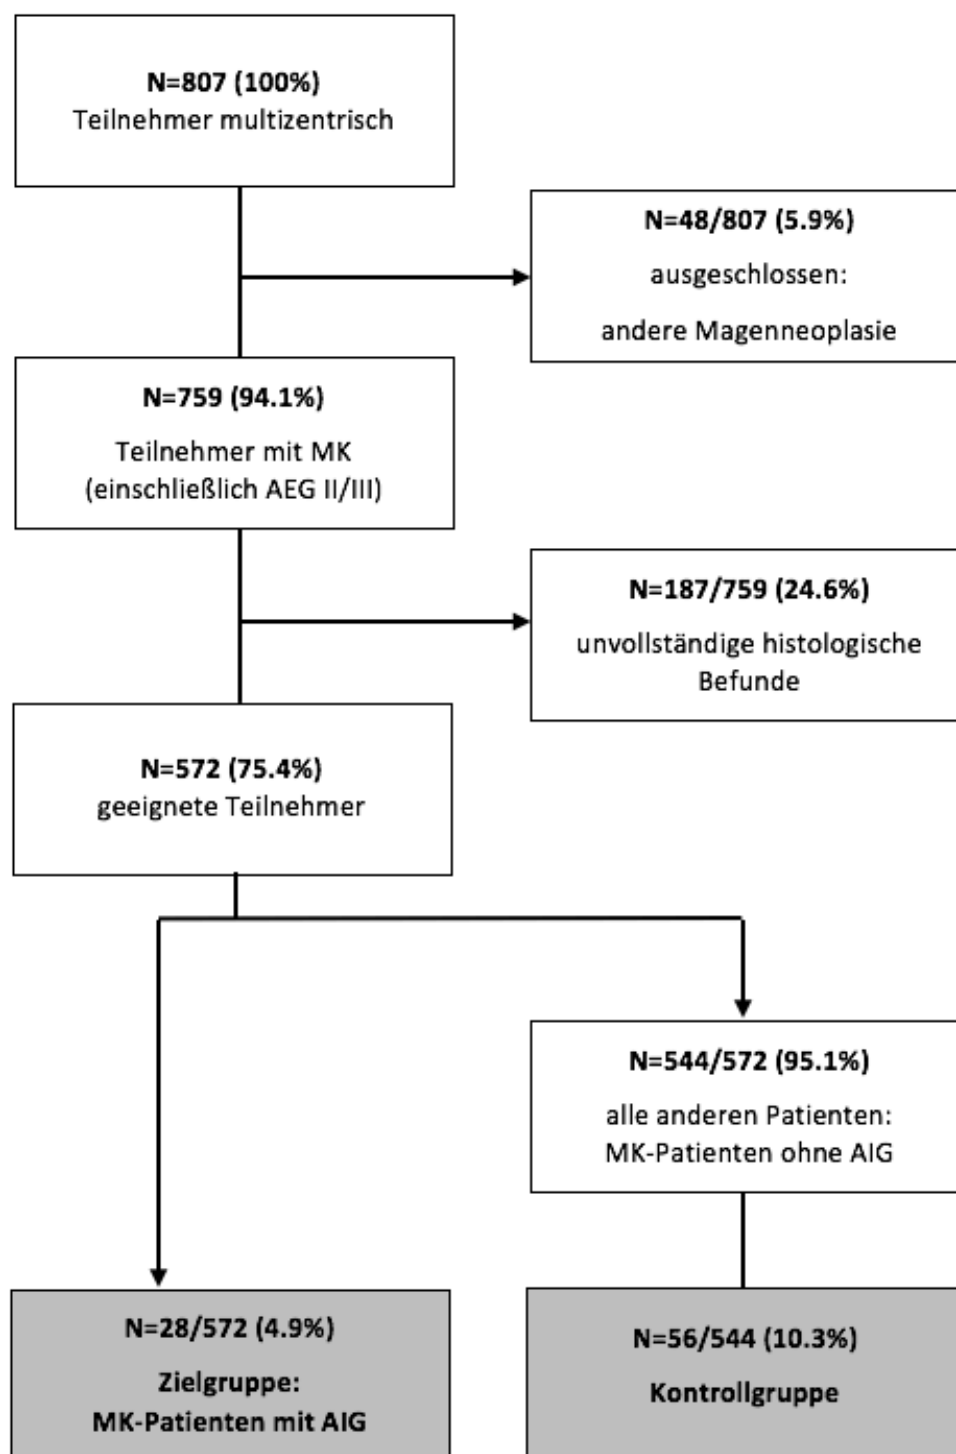 N=807 (100%)
Teilnehmer multizentrisch
N=48/807 (5.9%)
ausgeschlossen:
andere Magenneoplasie
N=759 (94.1%)
Teilnehmer mit MK
(einschließlich AEG II/III)
N=187/759 (24.6%)
unvollständige histologische
Befunde
N=572 (75.4%)
geeignete Teilnehmer
N=544/572 (95.1%)
alle anderen Patienten:
MK-Patienten ohne AIG
N=28/572 (4.9%)
Zielgruppe:
MK-Patienten mit AIG
N=56/544 (10.3%)
Kontrollgruppe